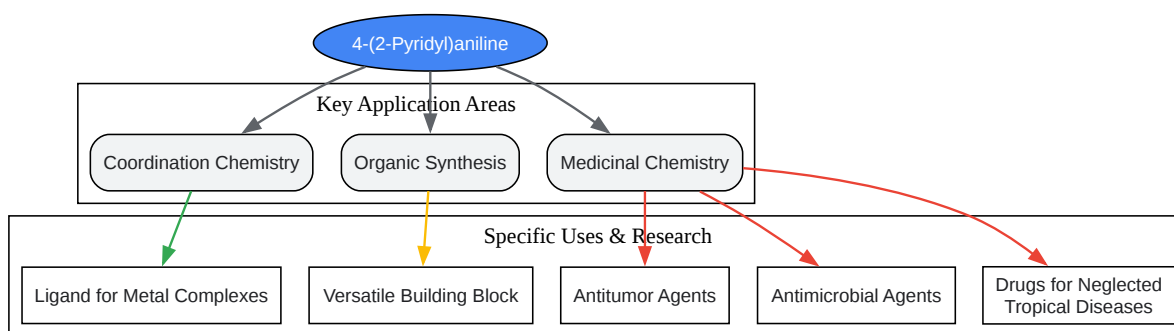 4-(2-Pyridyl)aniline
Key Application Areas
Coordination Chemistry
Organic Synthesis
Medicinal Chemistry
Specific Uses & Research
Ligand for Metal Complexes
Versatile Building Block
Antitumor Agents
Antimicrobial Agents
Drugs for Neglected
Tropical Diseases